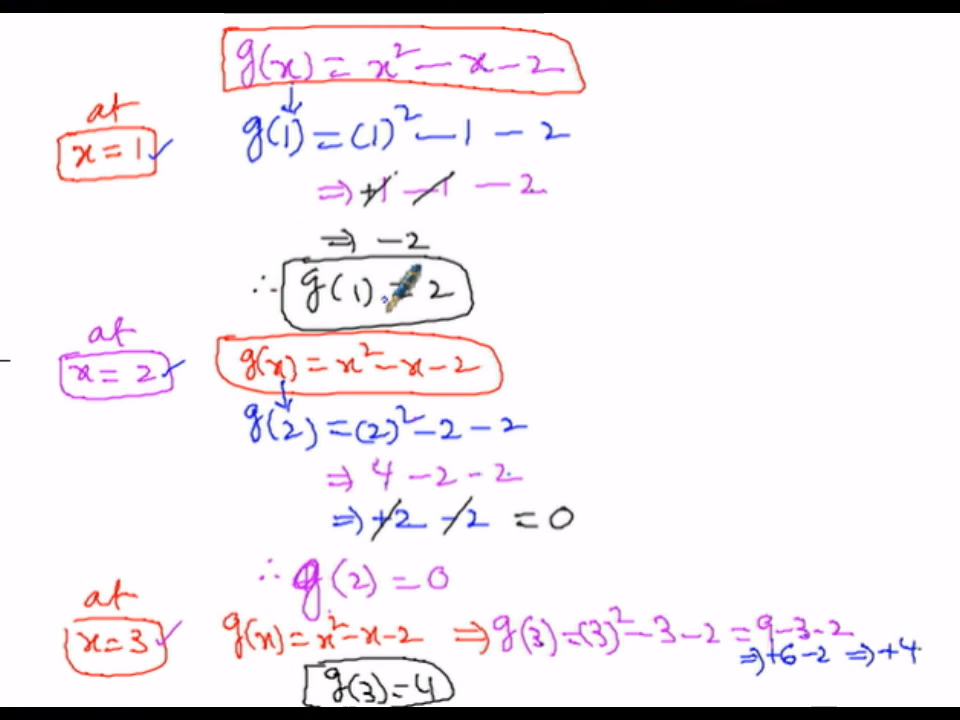 g(x) = x² - x - 2
at
x = 1 ✓
g(1) = (1)² - 1 - 2
⇒ +1 - 1 - 2
⇒ -2
∴ g(1) = 2
at
x = 2 ✓
g(x) = x² - x - 2
g(2) = (2)² - 2 - 2
⇒ 4 - 2 - 2
⇒ +2 - 2 = 0
∴ g(2) = 0
at
x = 3 ✓
g(x) = x² - x - 2 ⇒ g(3) = (3)² - 3 - 2 = 9 - 3 - 2
⇒ +6 - 2 ⇒ +4
g(3) = 4